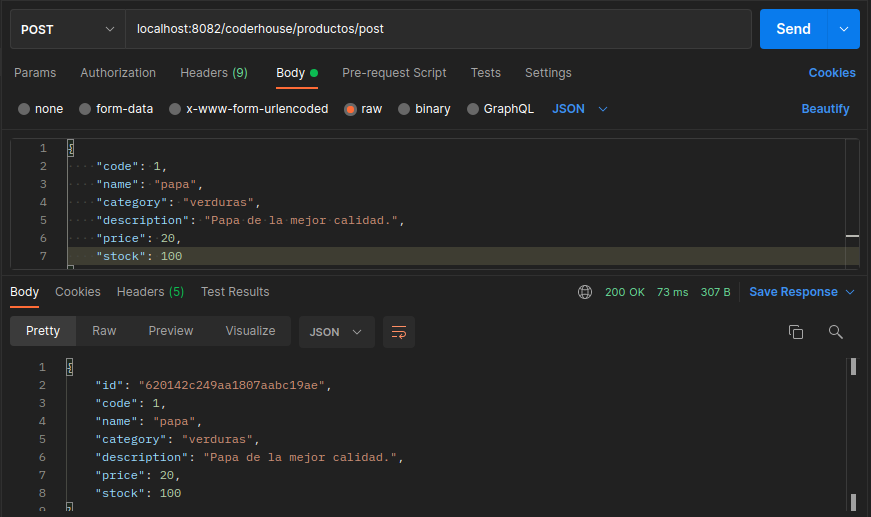 POST localhost:8082/coderhouse/productos/post Send
Params Authorization Headers (9) Body Pre-request Script Tests Settings Cookies
none form-data x-www-form-urlencoded raw binary GraphQL JSON Beautify
1 {
2 "code": 1,
3 "name": "papa",
4 "category": "verduras",
5 "description": "Papa de la mejor calidad.",
6 "price": 20,
7 "stock": 100
Body Cookies Headers (5) Test Results 200 OK 73 ms 307 B Save Response
Pretty Raw Preview Visualize JSON
1 {
2 "id": "620142c249aa1807aabc19ae",
3 "code": 1,
4 "name": "papa",
5 "category": "verduras",
6 "description": "Papa de la mejor calidad.",
7 "price": 20,
8 "stock": 100
9 }